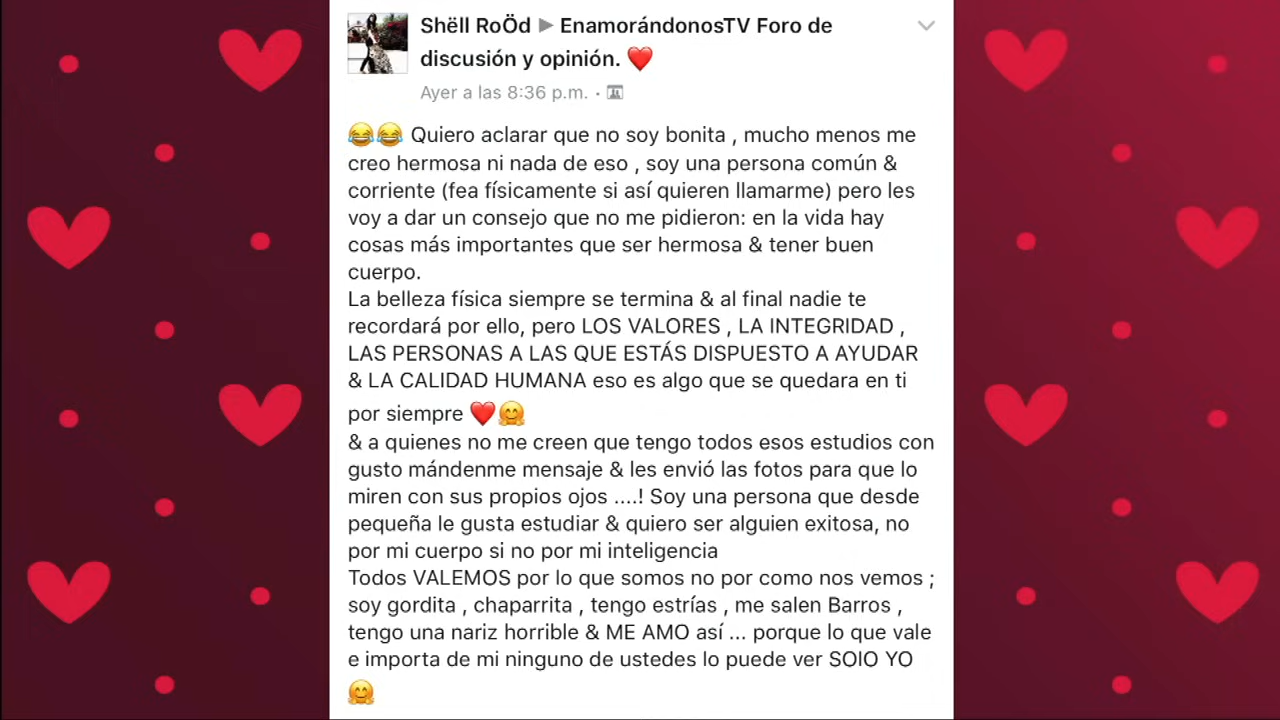 Shëll RoÖd ▶ EnamorándonosTV Foro de
discusión y opinión. ❤️
Ayer a las 8:36 p.m. ·
😂😂 Quiero aclarar que no soy bonita , mucho menos me
creo hermosa ni nada de eso , soy una persona común &
corriente (fea físicamente si así quieren llamarme) pero les
voy a dar un consejo que no me pidieron: en la vida hay
cosas más importantes que ser hermosa & tener buen
cuerpo.
La belleza física siempre se termina & al final nadie te
recordará por ello, pero LOS VALORES , LA INTEGRIDAD ,
LAS PERSONAS A LAS QUE ESTÁS DISPUESTO A AYUDAR
& LA CALIDAD HUMANA eso es algo que se quedara en ti
por siempre ❤️🤗
& a quienes no me creen que tengo todos esos estudios con
gusto mándenme mensaje & les envió las fotos para que lo
miren con sus propios ojos ....! Soy una persona que desde
pequeña le gusta estudiar & quiero ser alguien exitosa, no
por mi cuerpo si no por mi inteligencia
Todos VALEMOS por lo que somos no por como nos vemos ;
soy gordita , chaparrita , tengo estrías , me salen Barros ,
tengo una nariz horrible & ME AMO así ... porque lo que vale
e importa de mi ninguno de ustedes lo puede ver SOlO YO
🤗